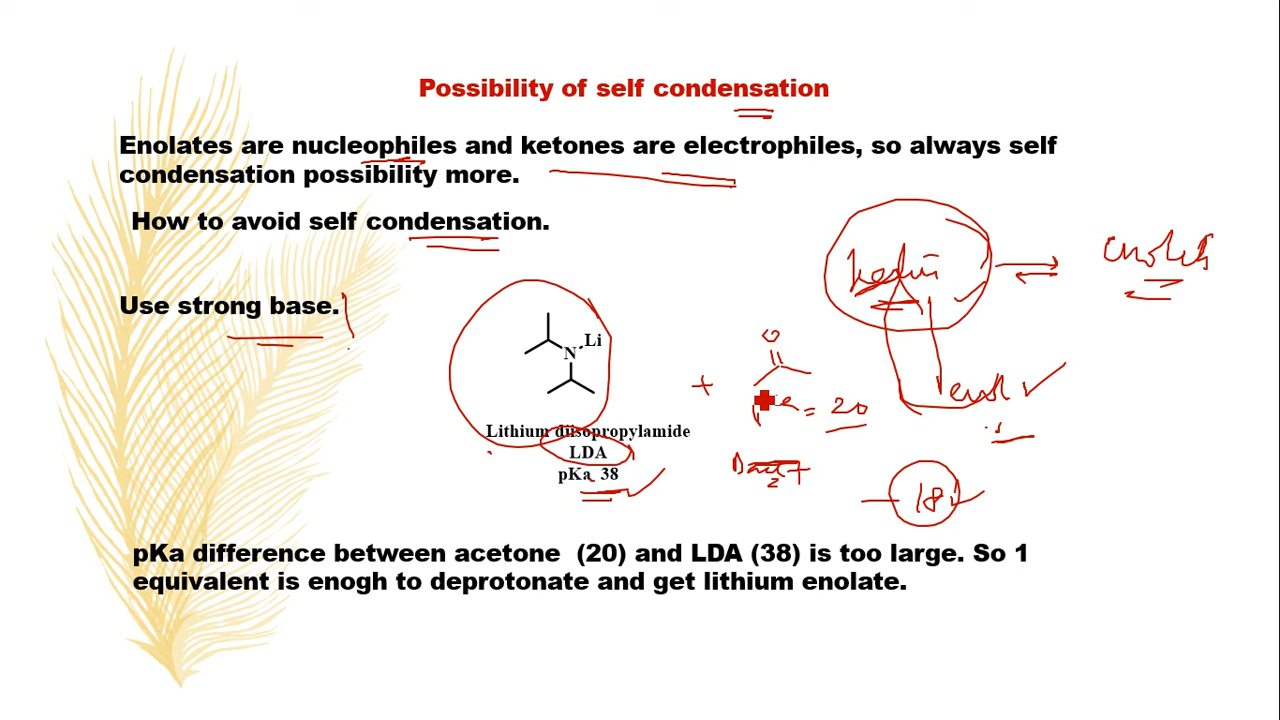 Possibility of self condensation
Enolates are nucleophiles and ketones are electrophiles, so always self
condensation possibility more.
How to avoid self condensation.
Use strong base.
Li
N
O
+
= 20
Lithium diisopropylamide
LDA
pKa 38
18
pKa difference between acetone (20) and LDA (38) is too large. So 1
equivalent is enogh to deprotonate and get lithium enolate.